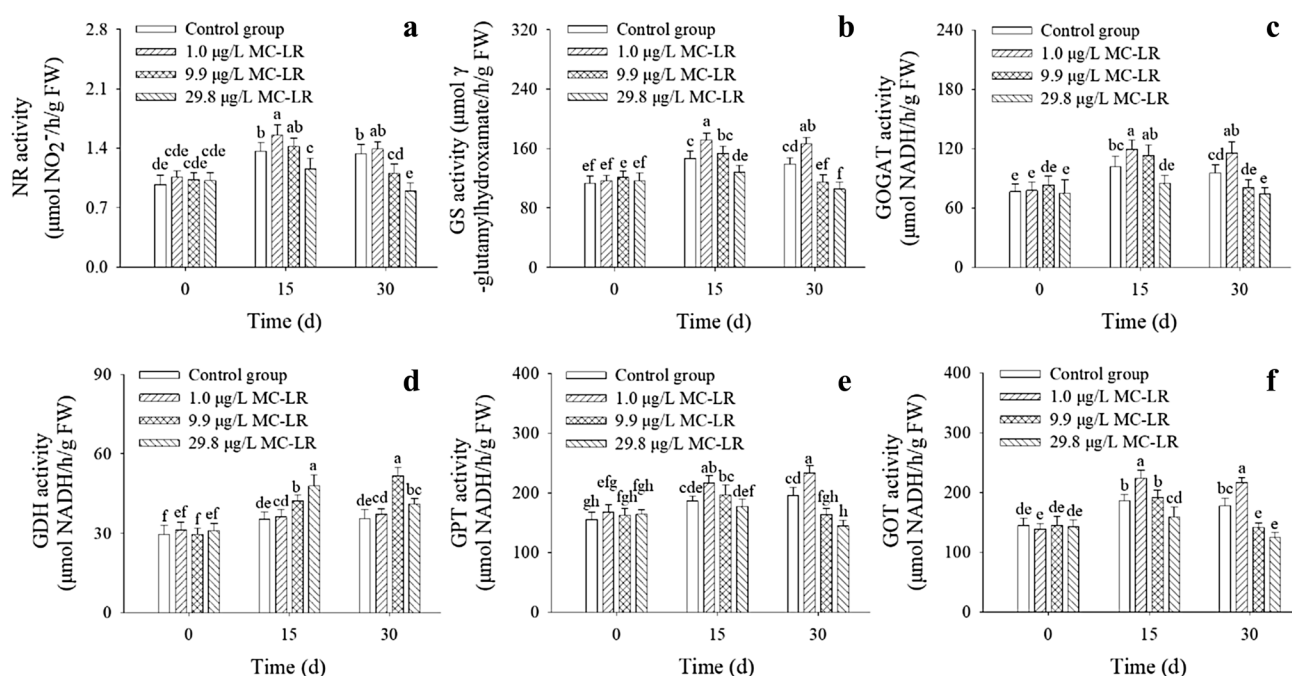 a
Control group
1.0 μg/L MC-LR
9.9 μg/L MC-LR
29.8 μg/L MC-LR
NR activity
(μmol NO2⁻/h/g FW)
2.8
2.1
1.4
0.7
0.0
de cde cde cde
b a ab c
b ab cd e
0 15 30
Time (d)
b
Control group
1.0 μg/L MC-LR
9.9 μg/L MC-LR
29.8 μg/L MC-LR
GS activity (μmol γ
-glutamylhydroxamate/h/g FW)
320
240
160
80
0
ef ef e ef
c a bc de
cd ab ef f
0 15 30
Time (d)
c
Control group
1.0 μg/L MC-LR
9.9 μg/L MC-LR
29.8 μg/L MC-LR
GOGAT activity
(μmol NADH/h/g FW)
240
180
120
60
0
e e de e
bc a ab de
cd ab de e
0 15 30
Time (d)
d
Control group
1.0 μg/L MC-LR
9.9 μg/L MC-LR
29.8 μg/L MC-LR
GDH activity
(μmol NADH/h/g FW)
90
60
30
0
f ef f ef
de cd b a
de cd a bc
0 15 30
Time (d)
e
Control group
1.0 μg/L MC-LR
9.9 μg/L MC-LR
29.8 μg/L MC-LR
GPT activity
(μmol NADH/h/g FW)
400
300
200
100
0
gh efg fgh fgh
cde ab bc def
cd a fgh h
0 15 30
Time (d)
f
Control group
1.0 μg/L MC-LR
9.9 μg/L MC-LR
29.8 μg/L MC-LR
GOT activity
(μmol NADH/h/g FW)
400
300
200
100
0
de e de de
b a b cd
bc a e e
0 15 30
Time (d)